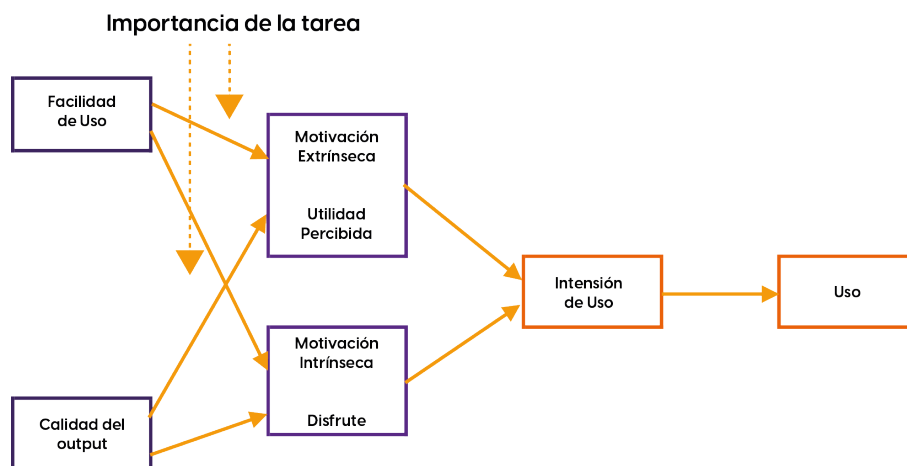 Importancia de la tarea
Facilidad
de Uso
Motivación
Extrínseca
Utilidad
Percibida
Intensión
de Uso
Uso
Motivación
Intrínseca
Disfrute
Calidad del
output